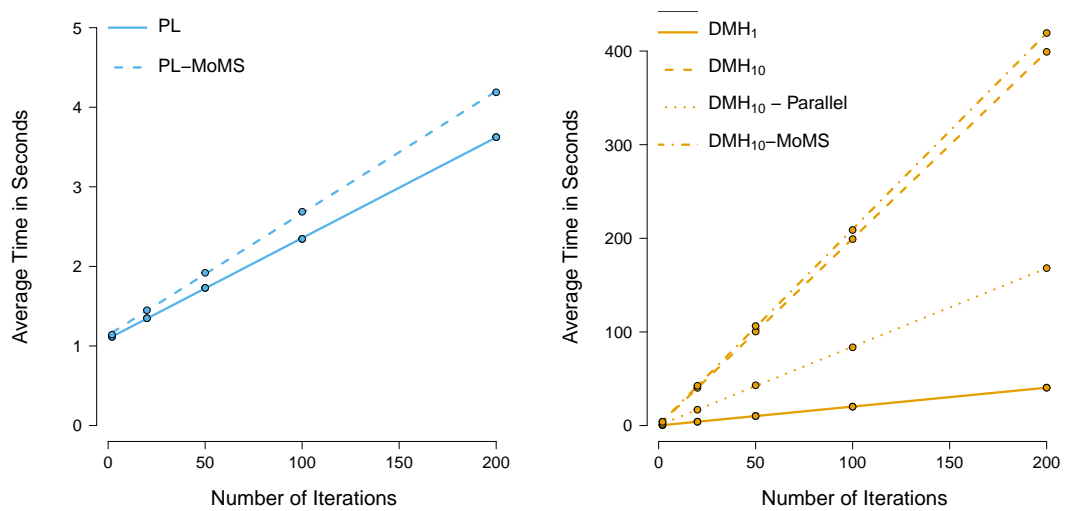 PL
PL−MoMS
5
4
3
2
1
0
Average Time in Seconds
0
50
100
150
200
Number of Iterations
DMH₁
DMH₁₀
DMH₁₀ − Parallel
DMH₁₀−MoMS
400
300
200
100
0
Average Time in Seconds
0
50
100
150
200
Number of Iterations